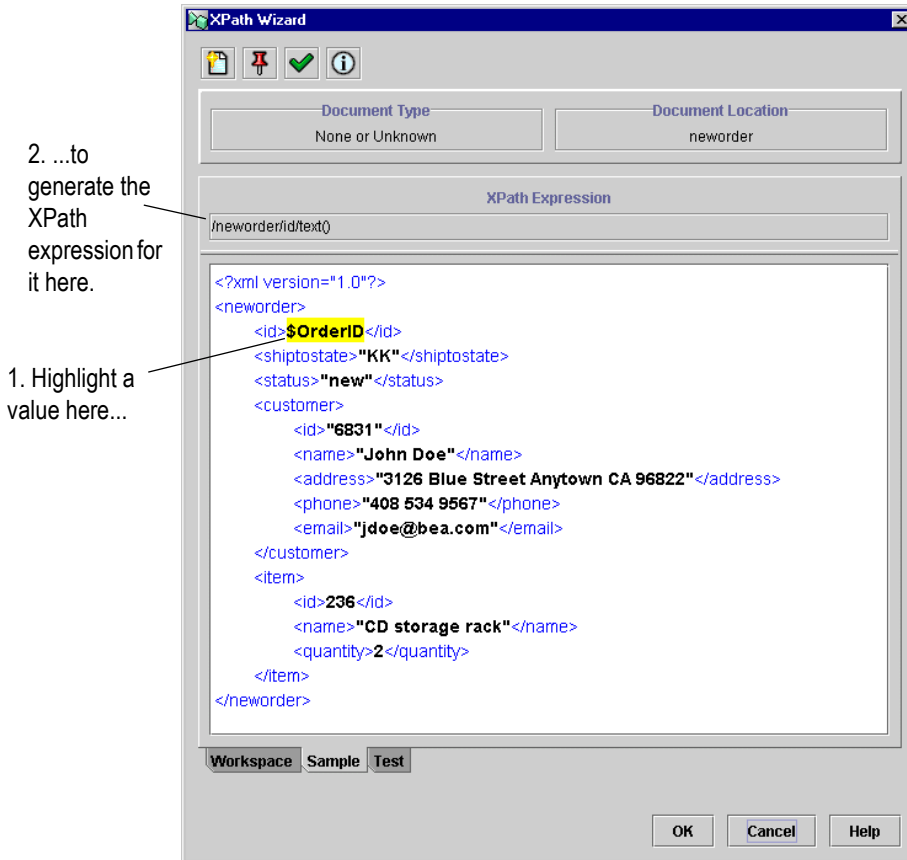 XPath Wizard
Document Type
None or Unknown
Document Location
neworder
2. ...to
generate the
XPath
expression for
it here.
XPath Expression
/neworder/id/text()
<?xml version="1.0"?>
<neworder>
<id>$OrderID</id>
<shiptostate>"KK"</shiptostate>
<status>"new"</status>
<customer>
<id>"6831"</id>
<name>"John Doe"</name>
<address>"3126 Blue Street Anytown CA 96822"</address>
<phone>"408 534 9567"</phone>
<email>"jdoe@bea.com"</email>
</customer>
<item>
<id>236</id>
<name>"CD storage rack"</name>
<quantity>2</quantity>
</item>
</neworder>
1. Highlight a
value here...
Workspace Sample Test
OK Cancel Help